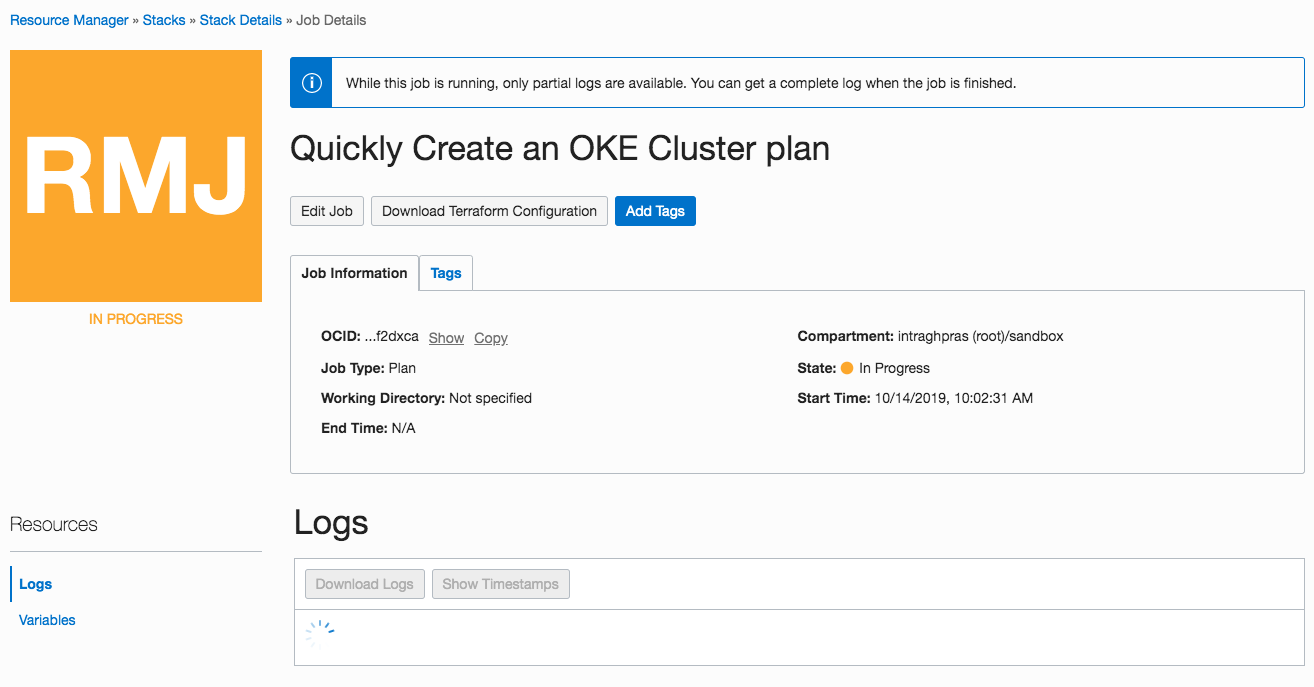 Resource Manager » Stacks » Stack Details » Job Details
RMJ
IN PROGRESS
While this job is running, only partial logs are available. You can get a complete log when the job is finished.
Quickly Create an OKE Cluster plan
Edit Job Download Terraform Configuration Add Tags
Job Information Tags
OCID: ...f2dxca Show Copy
Compartment: intraghpras (root)/sandbox
Job Type: Plan
State: In Progress
Working Directory: Not specified
Start Time: 10/14/2019, 10:02:31 AM
End Time: N/A
Resources
Logs
Variables
Logs
Download Logs Show Timestamps